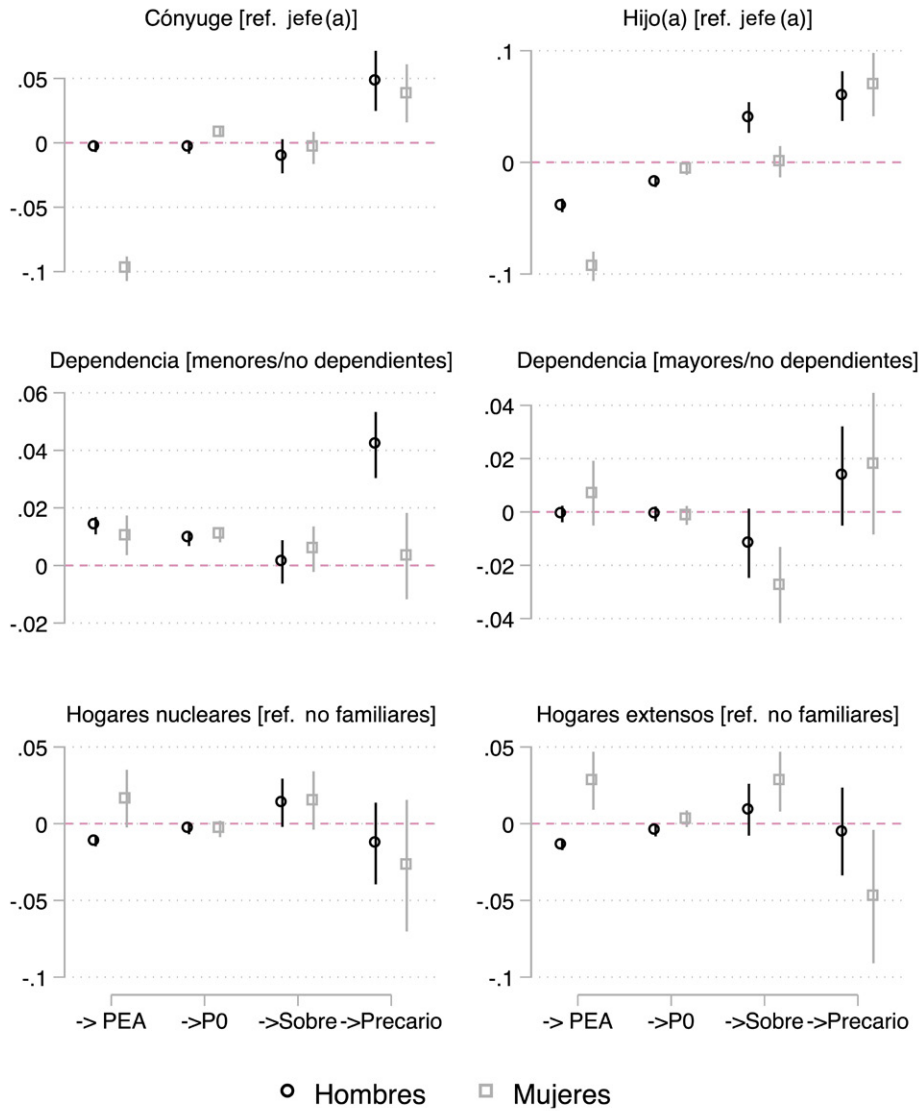 Cónyuge [ref. jefe(a)]
.05
0
-.05
-.1
Hijo(a) [ref. jefe (a)]
.1
0
-.1
Dependencia [menores/no dependientes]
.06
.04
.02
0
-.02
Dependencia [mayores/no dependientes]
.04
.02
0
-.02
-.04
Hogares nucleares [ref. no familiares]
.05
0
-.05
-.1
-> PEA ->P0 ->Sobre ->Precario
Hogares extensos [ref. no familiares]
.05
0
-.05
-.1
-> PEA ->P0 ->Sobre ->Precario
Hombres Mujeres